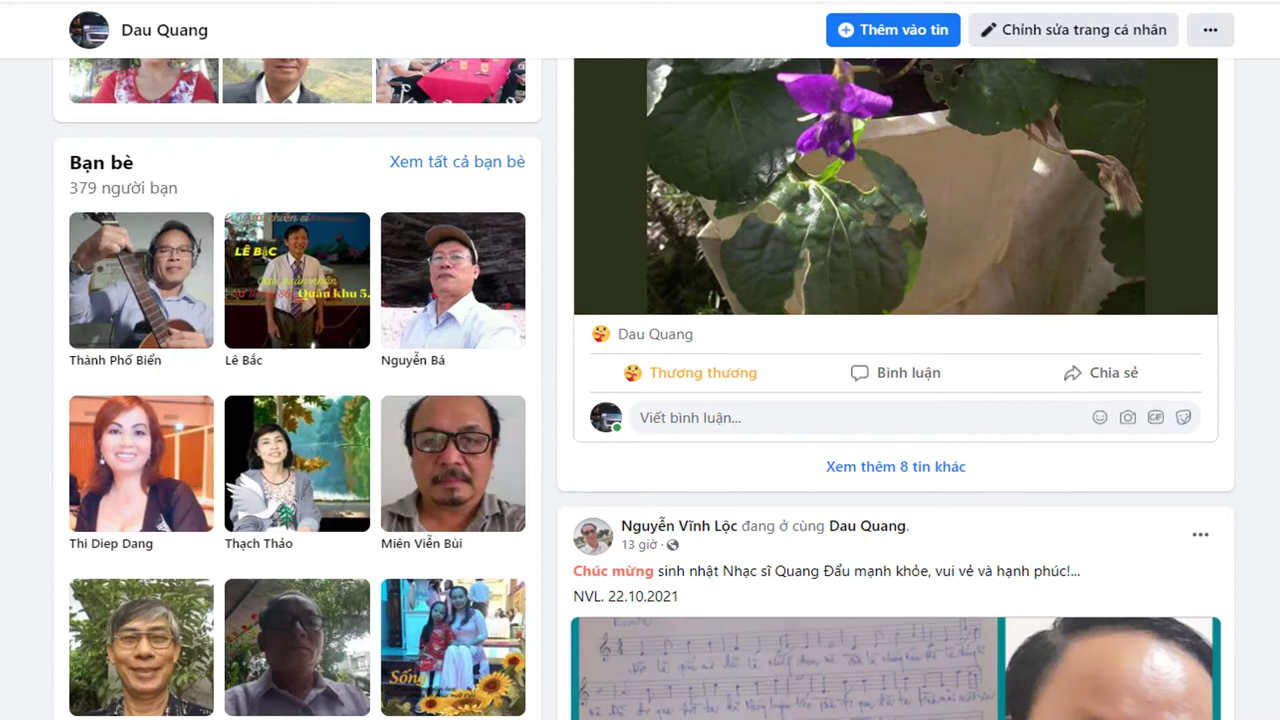 Dau Quang
Thêm vào tin
Chỉnh sửa trang cá nhân
Bạn bè
Xem tất cả bạn bè
379 người bạn
LÊ BẮC
Quân khu 5.
Thành Phố Biển
Lê Bắc
Nguyễn Bá
Thi Diep Dang
Thạch Thảo
Miên Viễn Bùi
Sống
Dau Quang
Thương thương
Bình luận
Chia sẻ
Viết bình luận...
GIF
Xem thêm 8 tin khác
Nguyễn Vĩnh Lộc đang ở cùng Dau Quang.
13 giờ ·
Chúc mừng sinh nhật Nhạc sĩ Quang Đẩu mạnh khỏe, vui vẻ và hạnh phúc!...
NVL. 22.10.2021